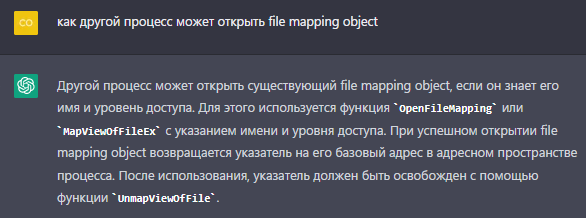 CO
как другой процесс может открыть file mapping object
Другой процесс может открыть существующий file mapping object, если он знает его
имя и уровень доступа. Для этого используется функция `OpenFileMapping` или
`MapViewOfFileEx` с указанием имени и уровня доступа. При успешном открытии file
mapping object возвращается указатель на его базовый адрес в адресном пространстве
процесса. После использования, указатель должен быть освобожден с помощью
функции `UnmapViewOfFile`.